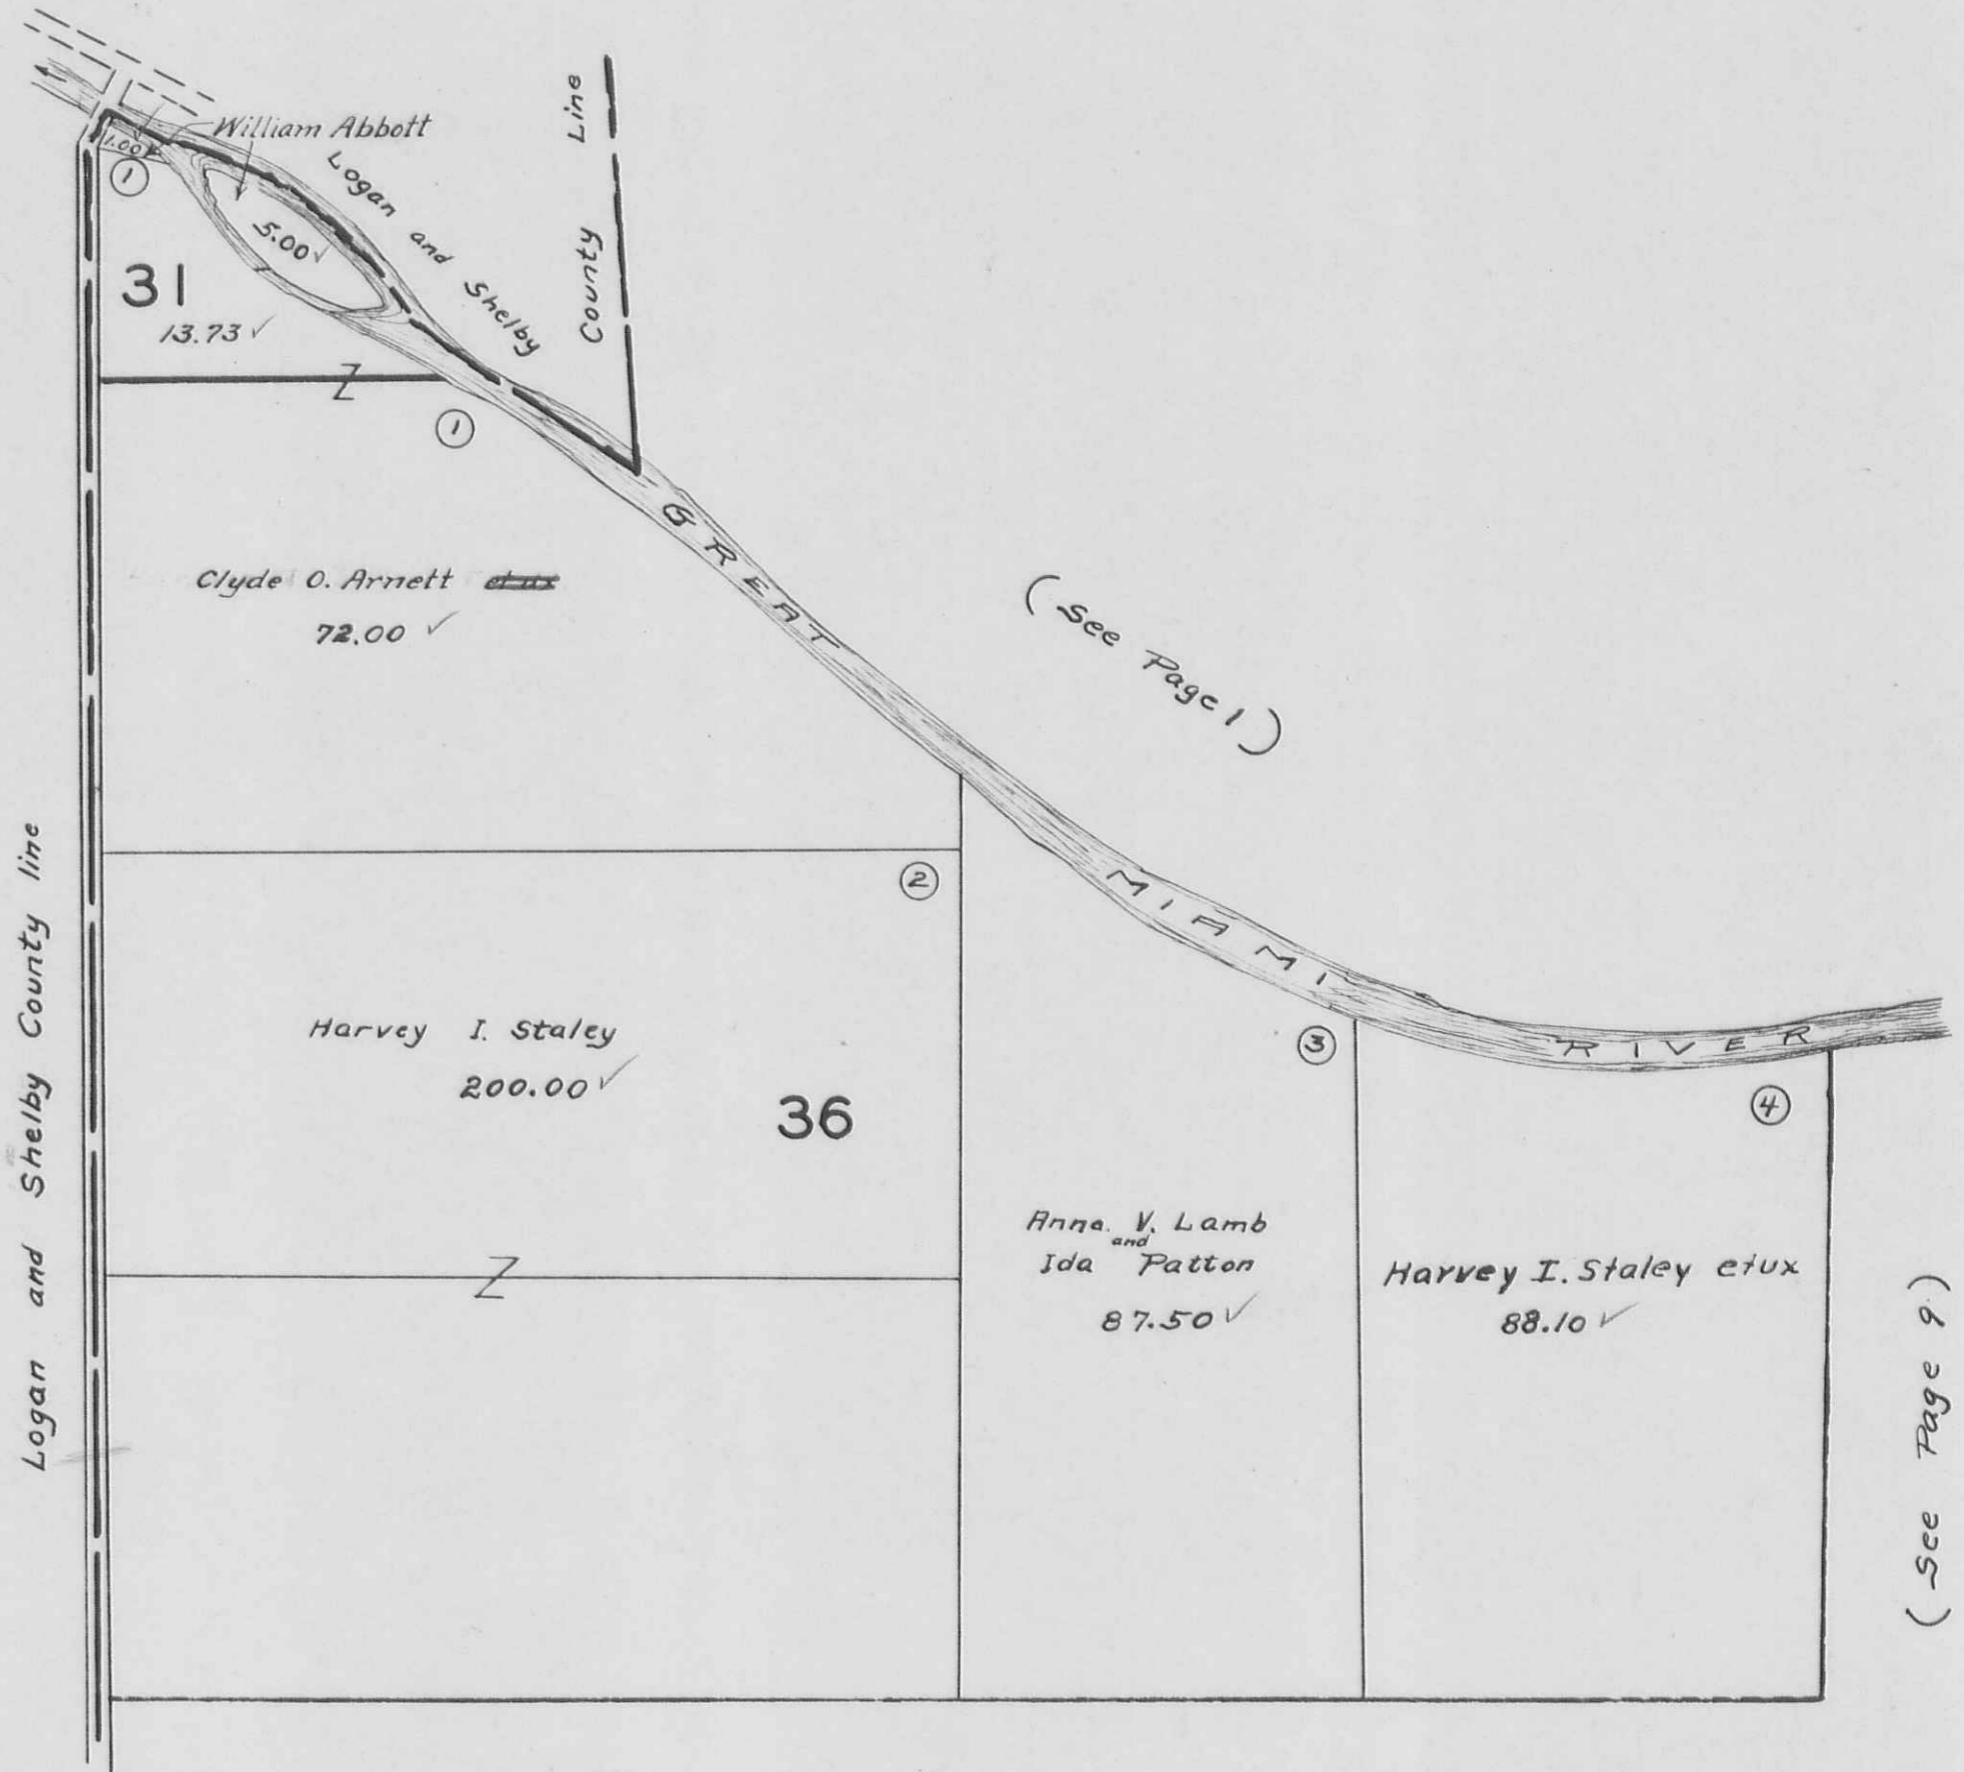 William Abbott
1.00
1
5.00 ✓
31
13.73 ✓
Logan and Shelby
County Line
Z
1
Clyde O. Arnett et ux
72.00 ✓
GREAT MIAMI RIVER
(See Page 1)
2
Harvey I. Staley
200.00 ✓
36
Z
3
Anna. V. Lamb
and
Ida Patton
87.50 ✓
4
Harvey I. Staley etux
88.10 ✓
Logan and Shelby County line
(See Page 9)